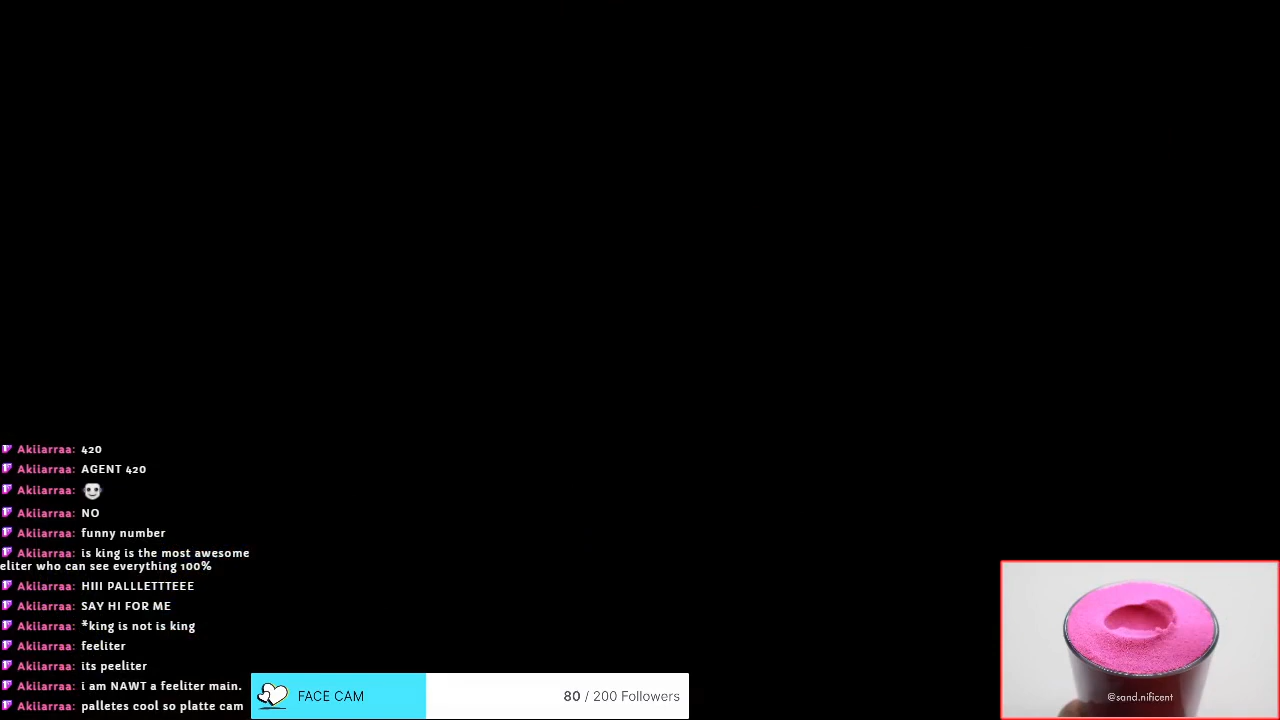 Akiiarraa: 420
Akiiarraa: AGENT 420
Akiiarraa:
Akiiarraa: NO
Akiiarraa: funny number
Akiiarraa: is king is the most awesome
eliter who can see everything 100%
Akiiarraa: HIII PALLLETTTEEE
Akiiarraa: SAY HI FOR ME
Akiiarraa: *king is not is king
Akiiarraa: feeliter
Akiiarraa: its peeliter
Akiiarraa: i am NAWT a feeliter main.
Akiiarraa: palletes cool so platte cam
FACE CAM
80 / 200 Followers
@sand.nificent